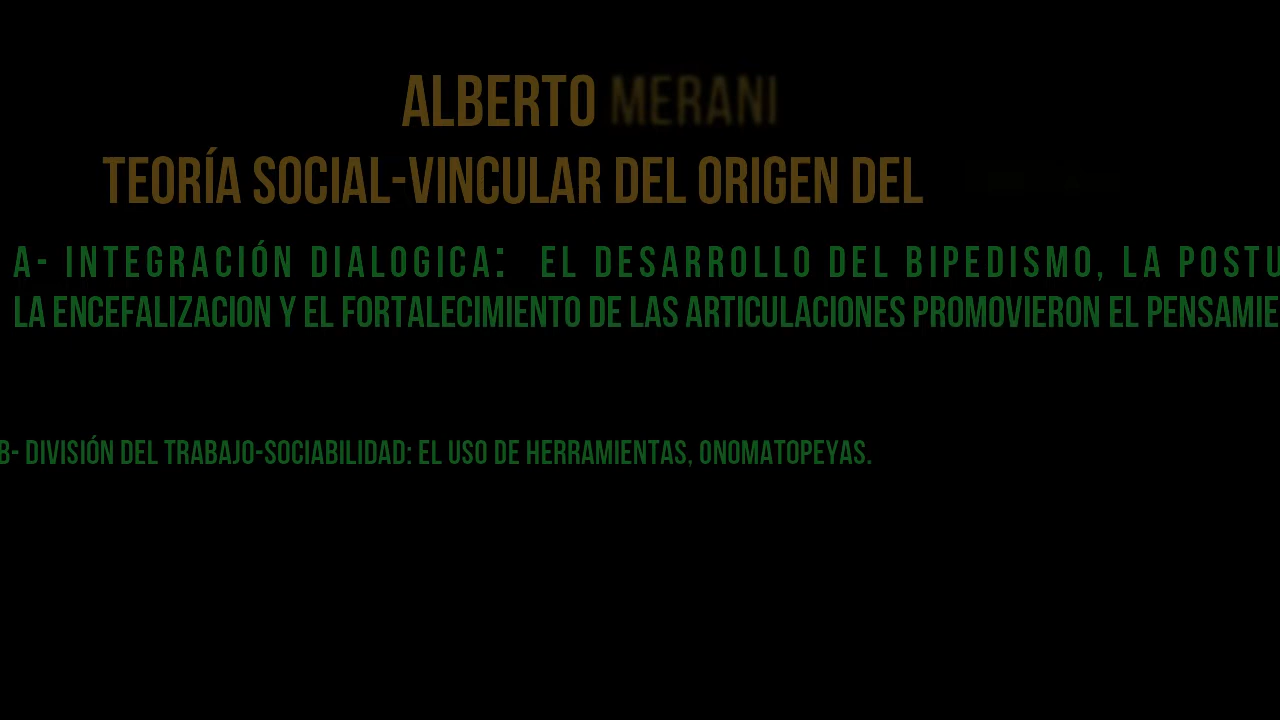 ALBERTO MERANI
TEORÍA SOCIAL-VINCULAR DEL ORIGEN DEL
A- INTEGRACIÓN DIALOGICA: EL DESARROLLO DEL BIPEDISMO, LA POSTU
LA ENCEFALIZACION Y EL FORTALECIMIENTO DE LAS ARTICULACIONES PROMOVIERON EL PENSAMIE
B- DIVISIÓN DEL TRABAJO-SOCIABILIDAD: EL USO DE HERRAMIENTAS, ONOMATOPEYAS.